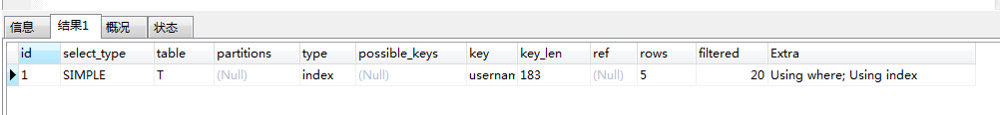 信息 结果1 概况 状态
id select_type table partitions type possible_keys key key_len ref rows filtered Extra
1 SIMPLE T (Null) index (Null) usernam 183 (Null) 5 20 Using where; Using index